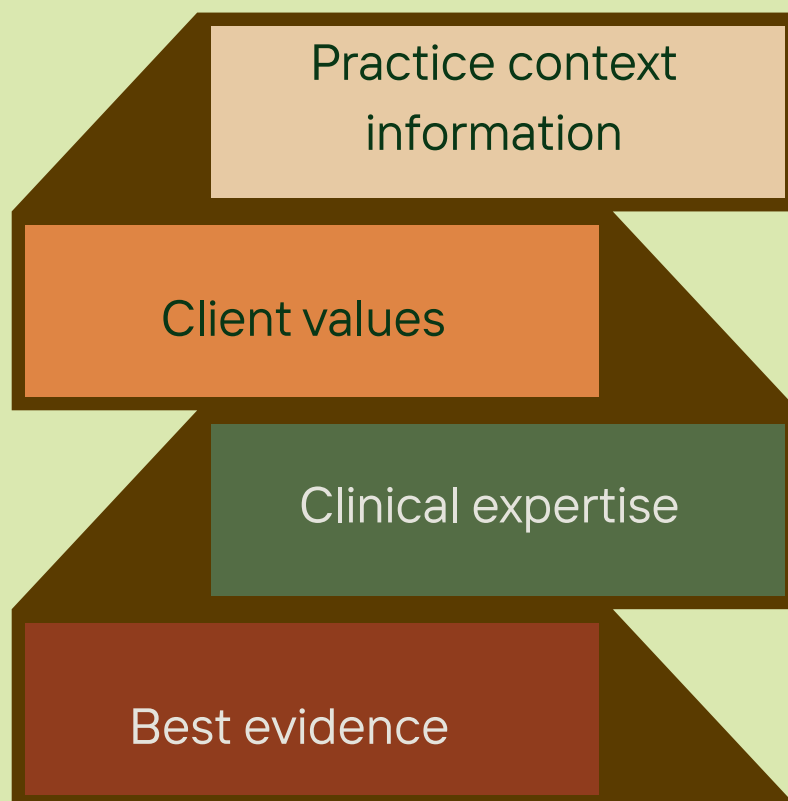 Practice context
information
Client values
Clinical expertise
Best evidence